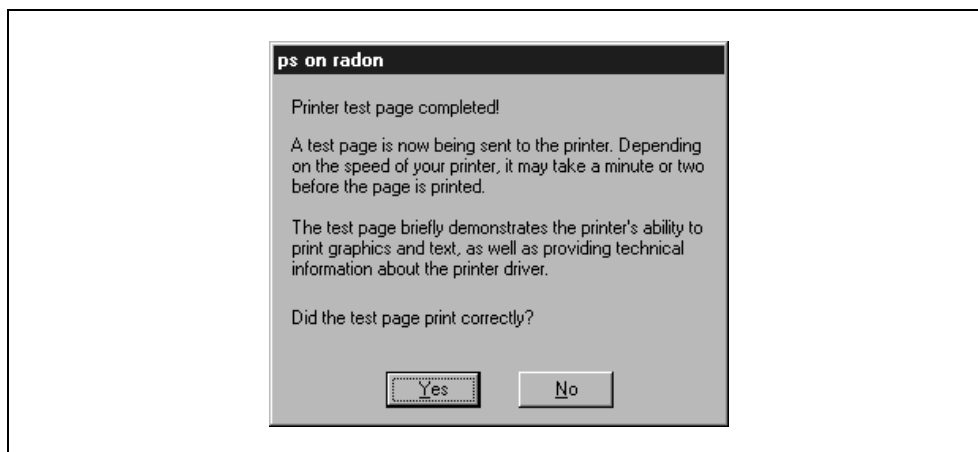 ps on radon
Printer test page completed!
A test page is now being sent to the printer. Depending
on the speed of your printer, it may take a minute or two
before the page is printed.
The test page briefly demonstrates the printer's ability to
print graphics and text, as well as providing technical
information about the printer driver.
Did the test page print correctly?
Yes
No